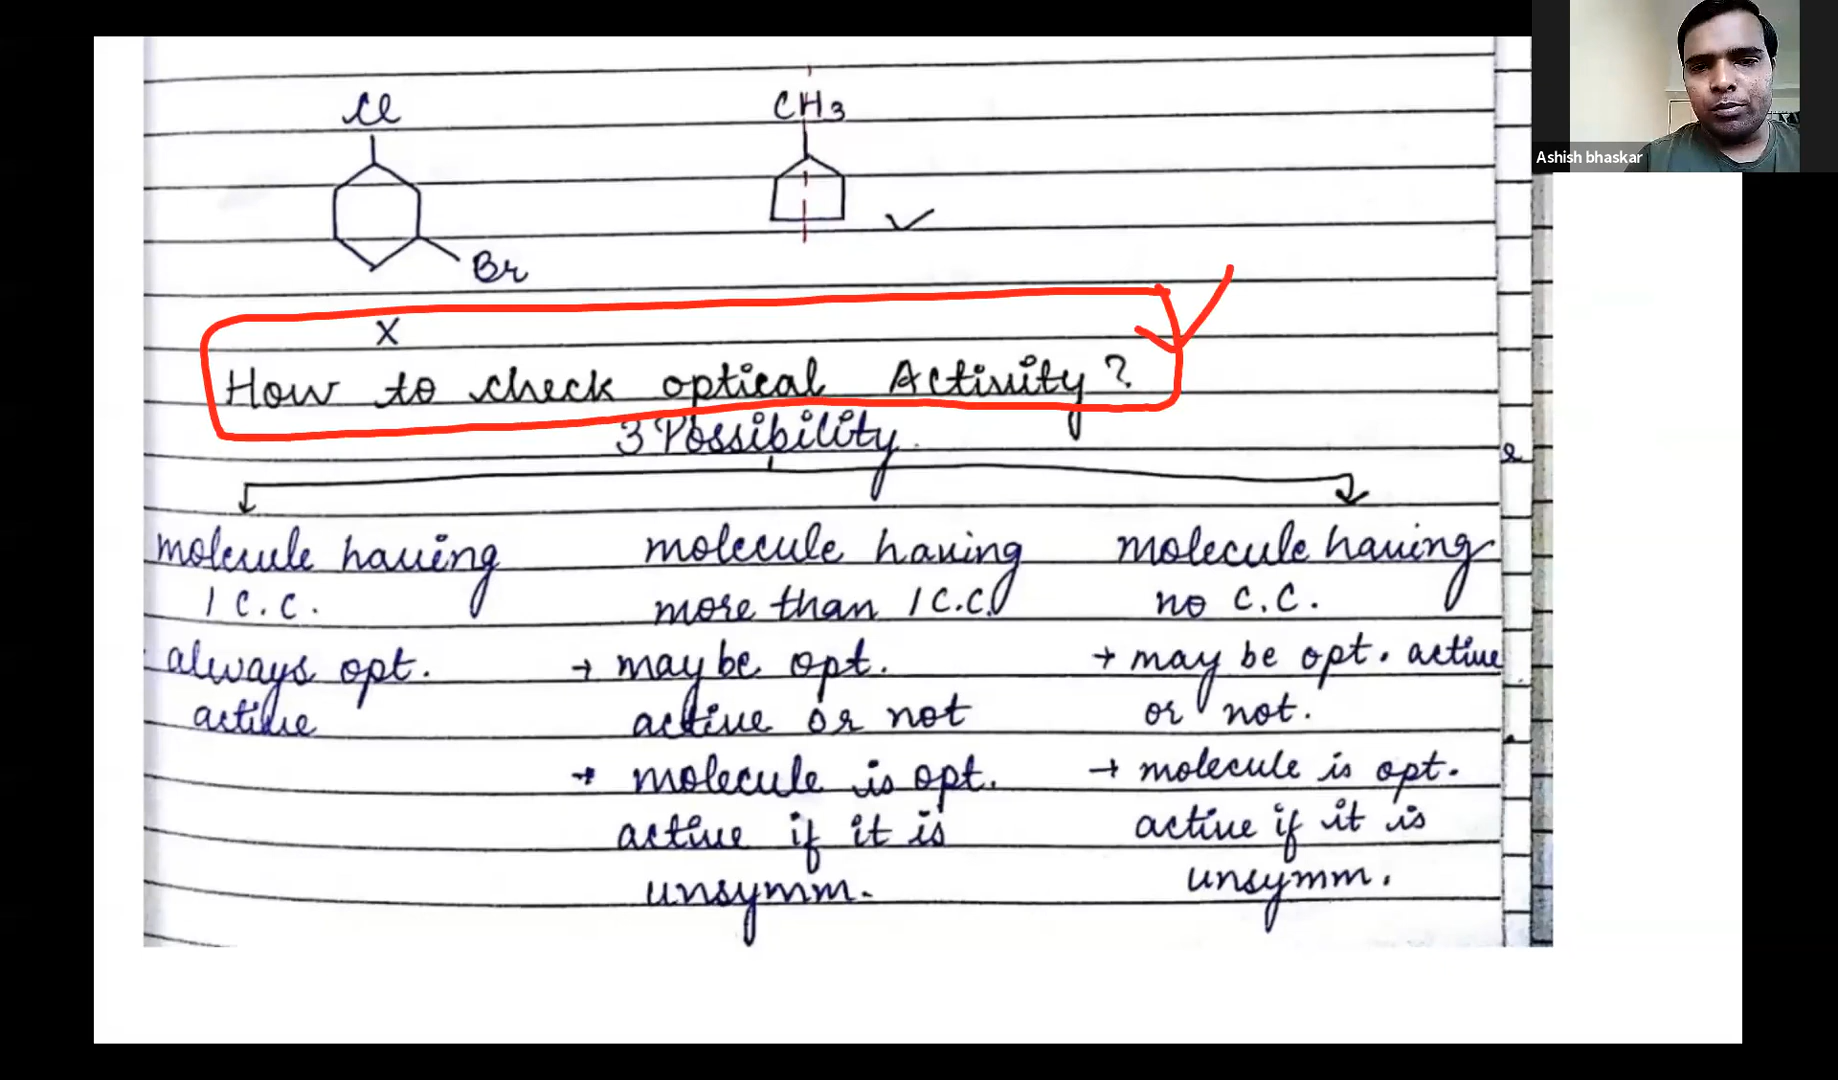 Cl
CH3
Ashish bhaskar
Br
X
How to check optical Activity?
3 Possibility.
molecule having
1 C.C.
always opt.
active
molecule having
more than 1 C.C.
→ may be opt.
active or not
→ molecule is opt.
active if it is
unsymm.
molecule having
no C.C.
→ may be opt. active
or not.
→ molecule is opt.
active if it is
unsymm.